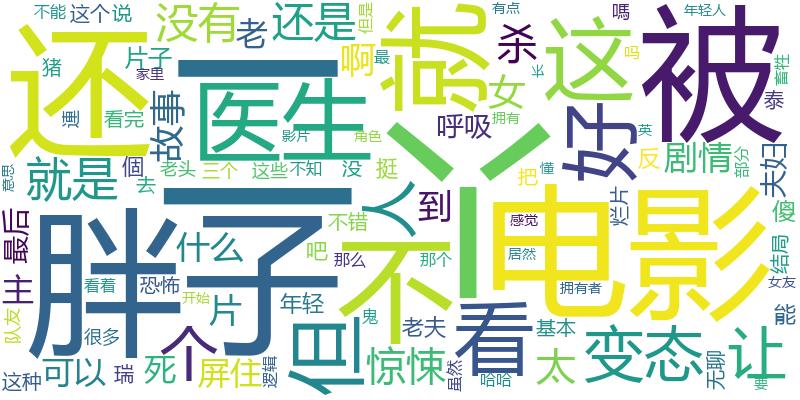 不能
这个
说
没有
老
还是
但是
有点
年轻人
猪
片子
家里
啊
就
杀
嗎
这
被
还
一
最
女
长
吗
畜牲
泰
連
看完
故事
医生
影片
角色
呼吸
拥有
好
英
反
剧情
部分
夫妇
意思
就是
個
去
老头
三个
这些
不知
没
挺
把
懂
烂片
傻
最后
胖子
二
人
到
丫
感觉
电影
结局
主
什么
不错
吧
不
那么
那个
居然
女友
看着
恐怖
开始
拥有者
队友
很多
片
年轻
鬼
老夫
看
基本
能
这种
可以
瑞
死
个
屏住
逻辑
但
惊悚
虽然
哈哈
太
变态
无聊
让
要